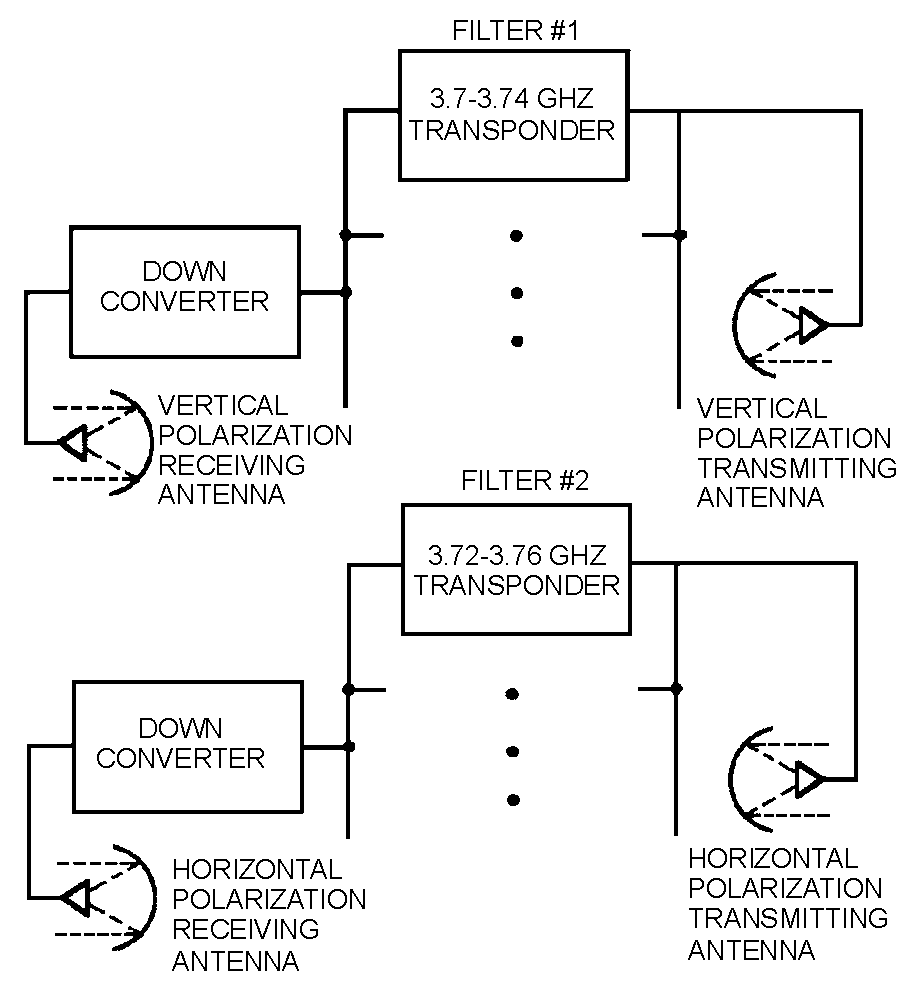 FILTER #1
3.7-3.74 GHZ
TRANSPONDER
DOWN
CONVERTER
VERTICAL
POLARIZATION
RECEIVING
ANTENNA
VERTICAL
POLARIZATION
TRANSMITTING
ANTENNA
FILTER #2
3.72-3.76 GHZ
TRANSPONDER
DOWN
CONVERTER
HORIZONTAL
POLARIZATION
RECEIVING
ANTENNA
HORIZONTAL
POLARIZATION
TRANSMITTING
ANTENNA